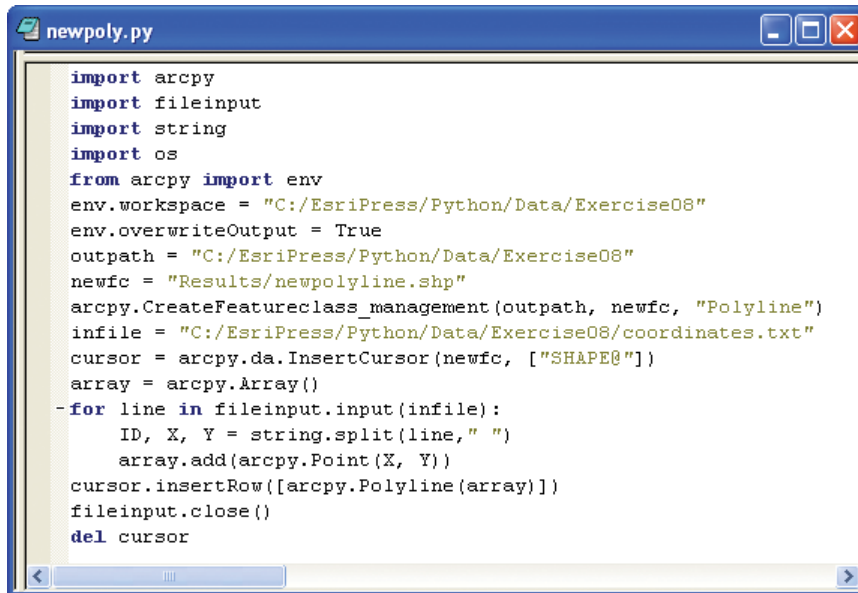 newpoly.py
import arcpy
import fileinput
import string
import os
from arcpy import env
env.workspace = "C:/EsriPress/Python/Data/Exercise08"
env.overwriteOutput = True
outpath = "C:/EsriPress/Python/Data/Exercise08"
newfc = "Results/newpolyline.shp"
arcpy.CreateFeatureclass_management(outpath, newfc, "Polyline")
infile = "C:/EsriPress/Python/Data/Exercise08/coordinates.txt"
cursor = arcpy.da.InsertCursor(newfc, ["SHAPE@"])
array = arcpy.Array()
for line in fileinput.input(infile):
    ID, X, Y = string.split(line," ")
    array.add(arcpy.Point(X, Y))
cursor.insertRow([arcpy.Polyline(array)])
fileinput.close()
del cursor